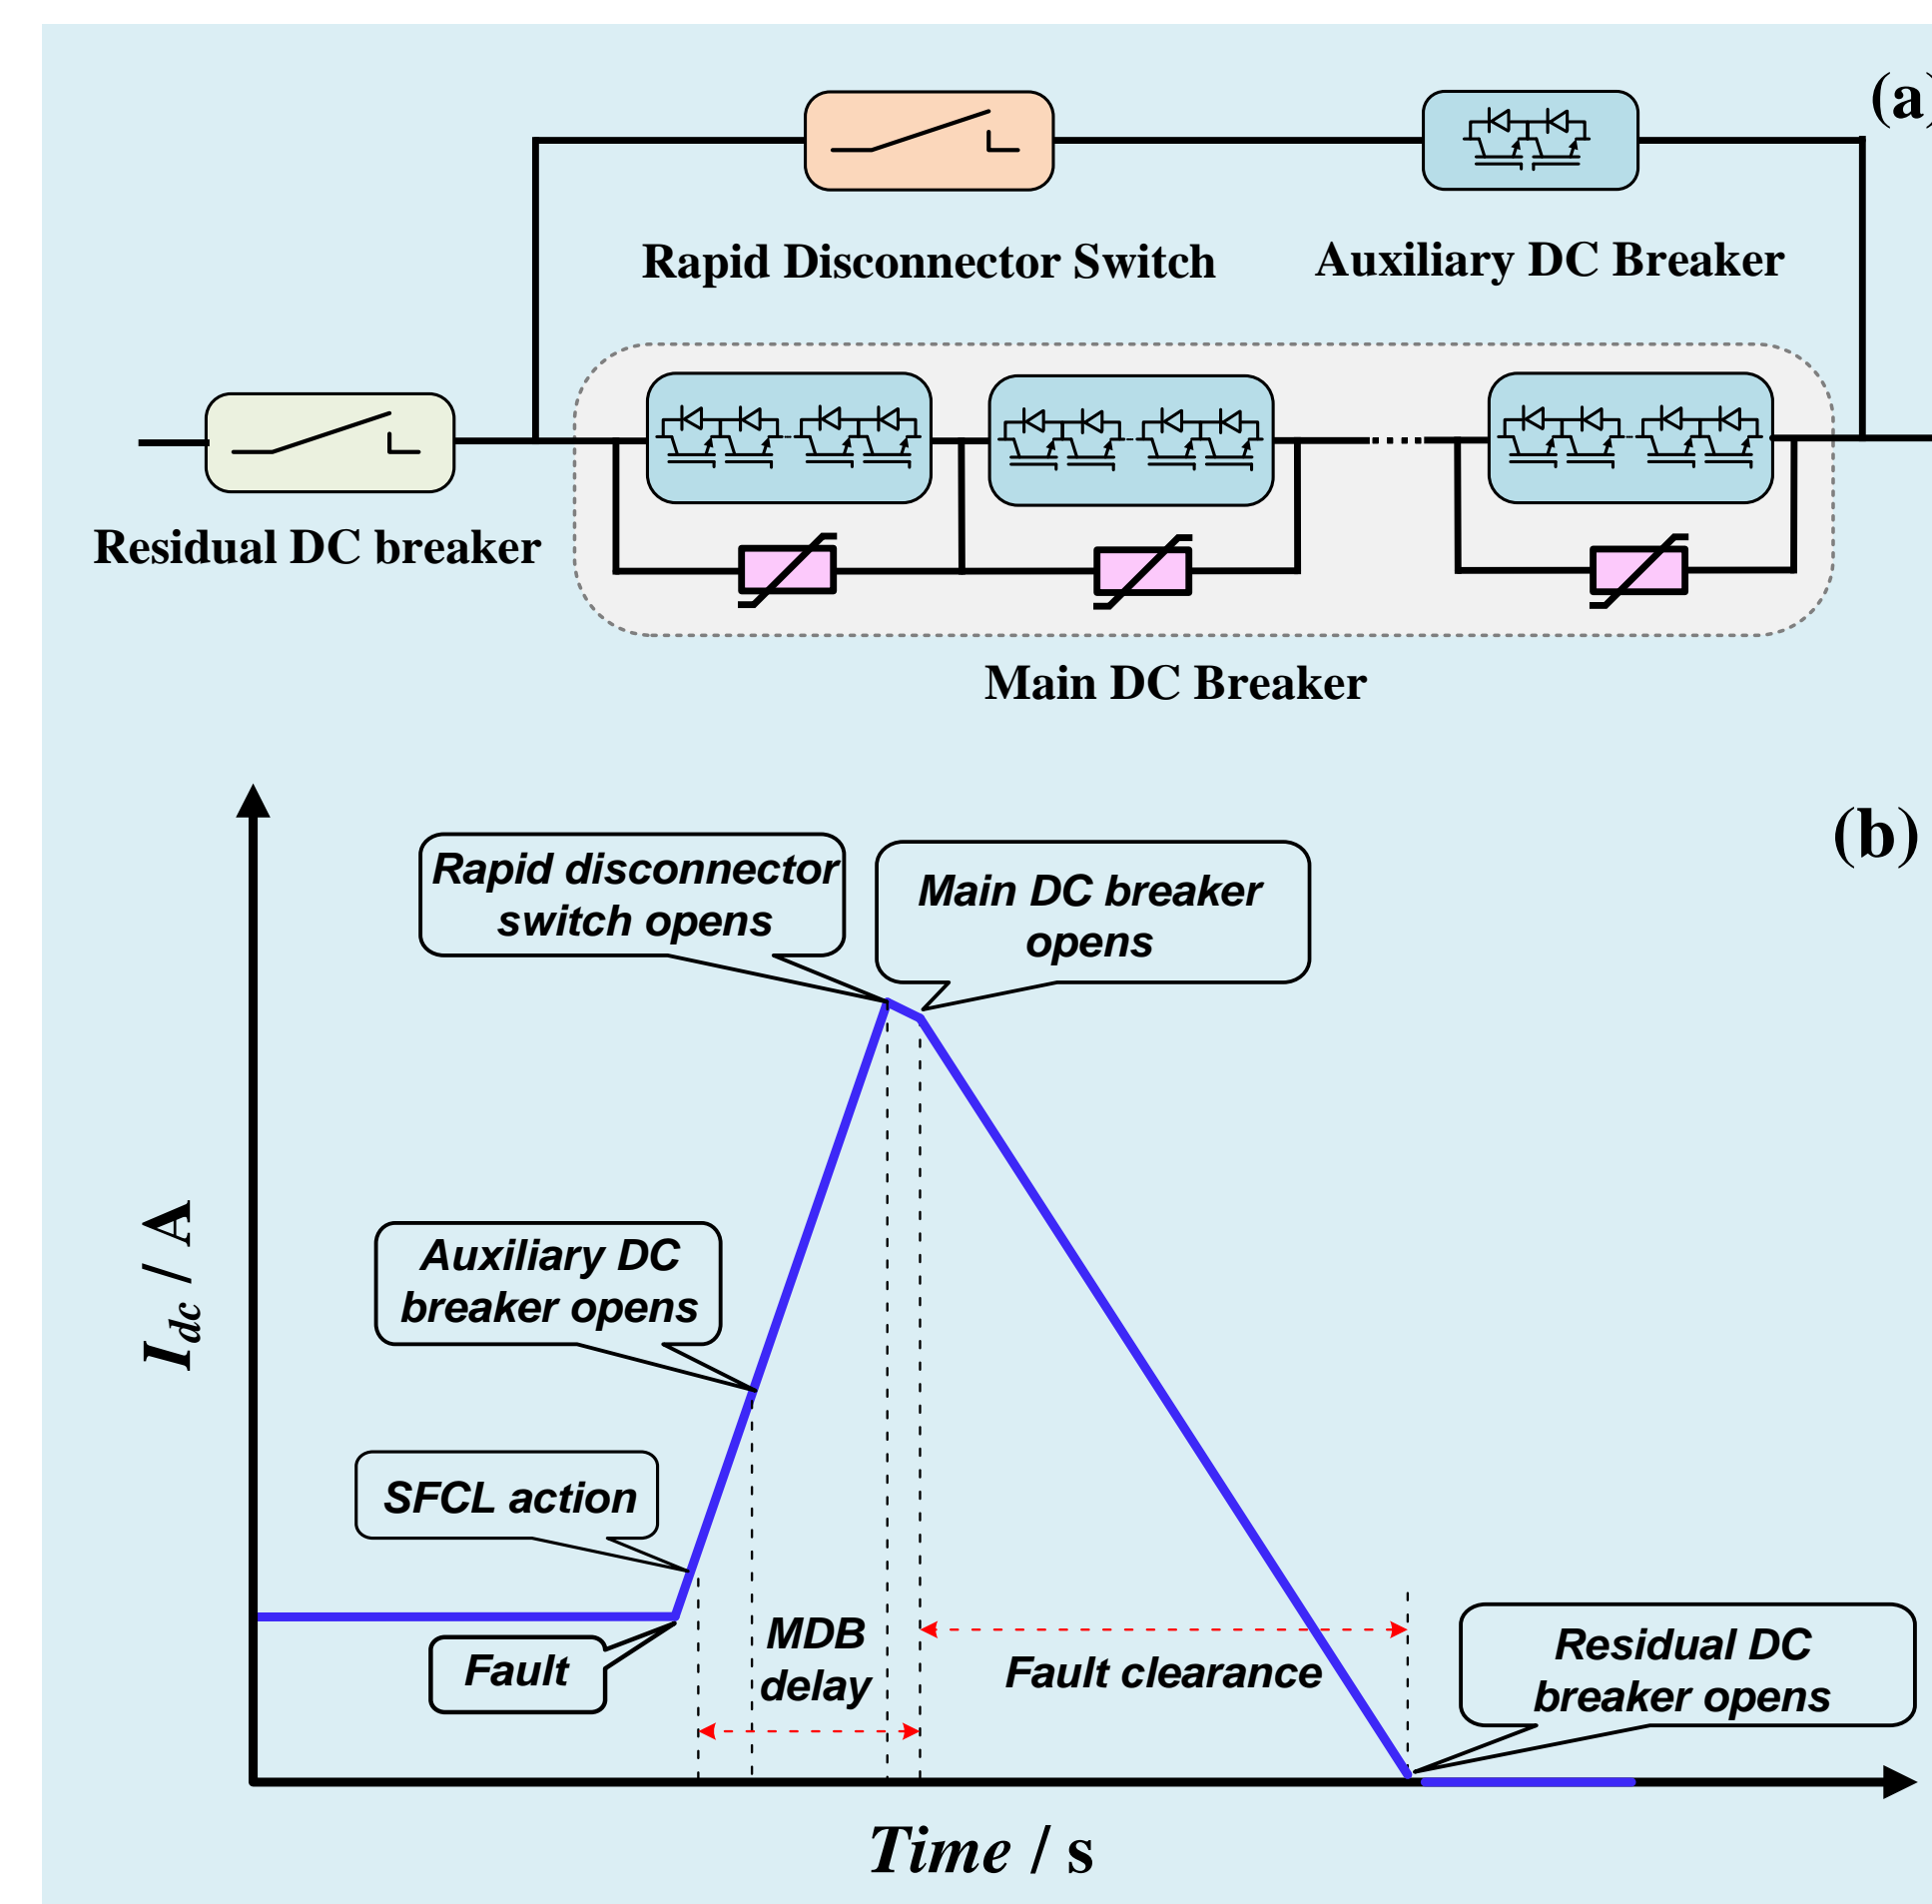 (a)
Rapid Disconnector Switch
Auxiliary DC Breaker
Residual DC breaker
Main DC Breaker
(b)
Rapid disconnector
switch opens
Main DC breaker
opens
Auxiliary DC
breaker opens
SFCL action
Fault
MDB
delay
Fault clearance
Residual DC
breaker opens
I_dc / A
Time / s